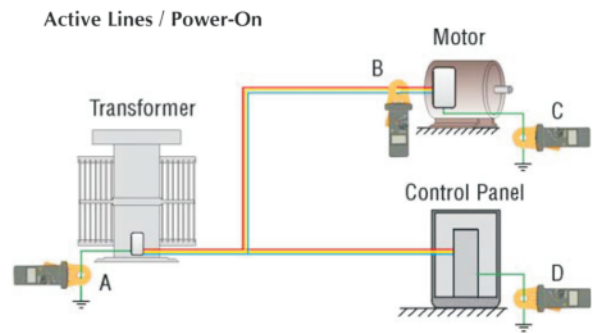 Active Lines / Power-On
Motor
B
Transformer
C
Control Panel
A
D